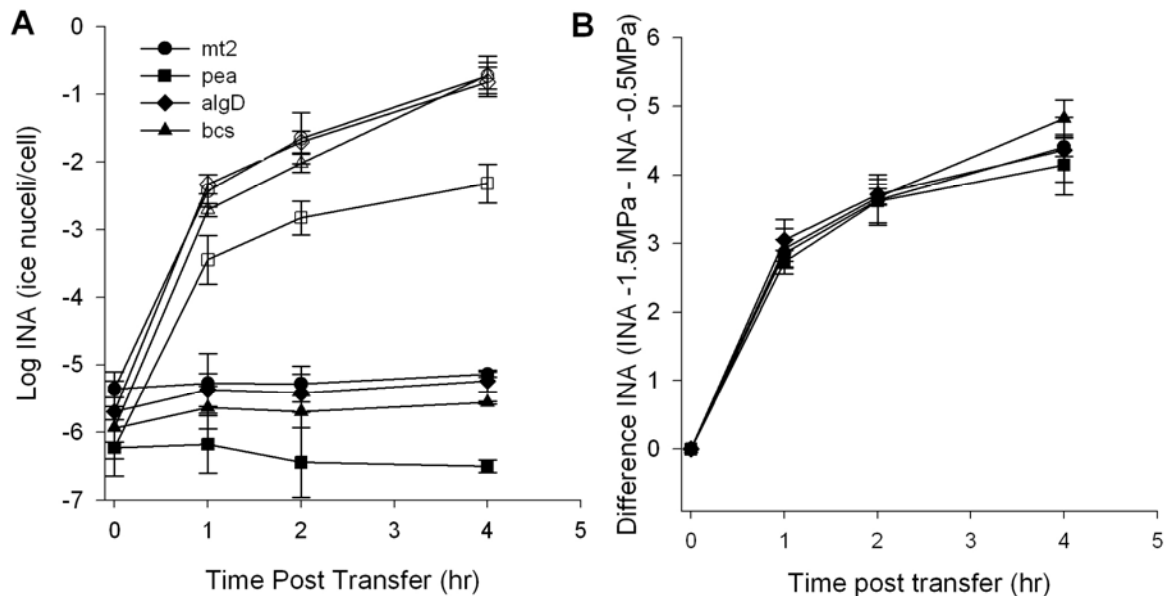 A
mt2
pea
algD
bcs
Log INA (ice nuceli/cell)
0
-1
-2
-3
-4
-5
-6
-7
0 1 2 3 4 5
Time Post Transfer (hr)
B
Difference INA (INA -1.5MPa - INA -0.5MPa)
6
5
4
3
2
1
0
0 1 2 3 4 5
Time post transfer (hr)